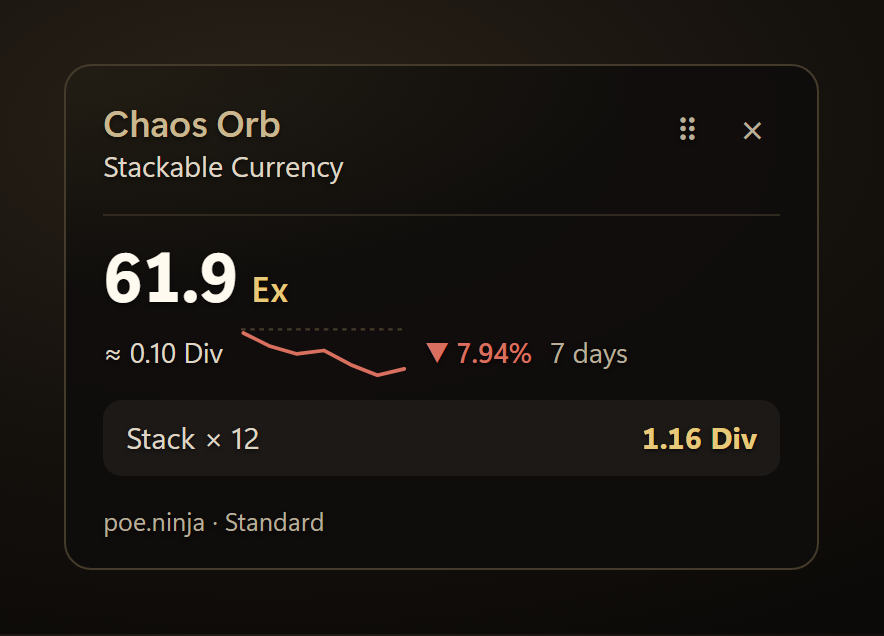 Chaos Orb
Stackable Currency
61.9 Ex
≈ 0.10 Div ▼ 7.94% 7 days
Stack × 12 1.16 Div
poe.ninja · Standard